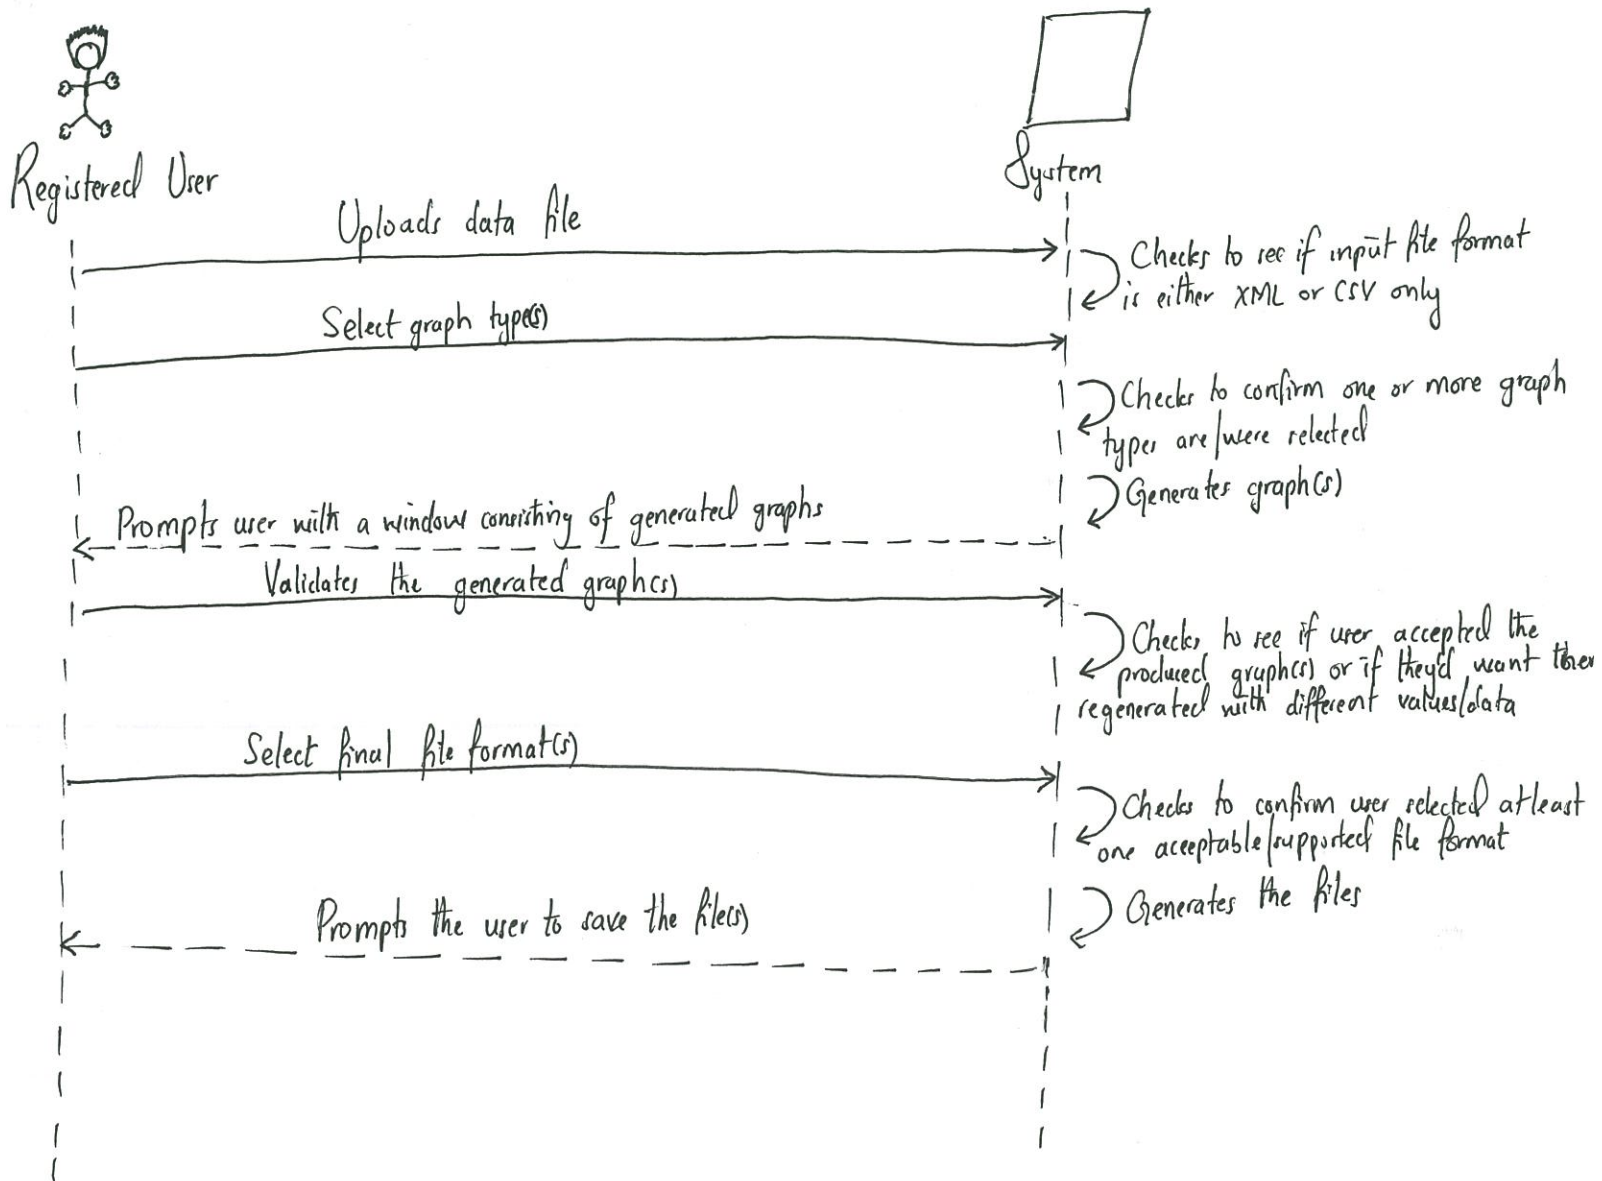 Registered User
System
Uploads data file
Checks to see if input file format
is either XML or CSV only
Select graph type(s)
Checks to confirm one or more graph
types are/were selected
Generates graph(s)
Prompts user with a window consisting of generated graphs
Validates the generated graph(s)
Checks to see if user accepted the
produced graph(s) or if they'd want
regenerated with different values/data
Select final file format(s)
Checks to confirm user selected atleast
one acceptable/supported file format
Generates the files
Prompts the user to save the file(s)